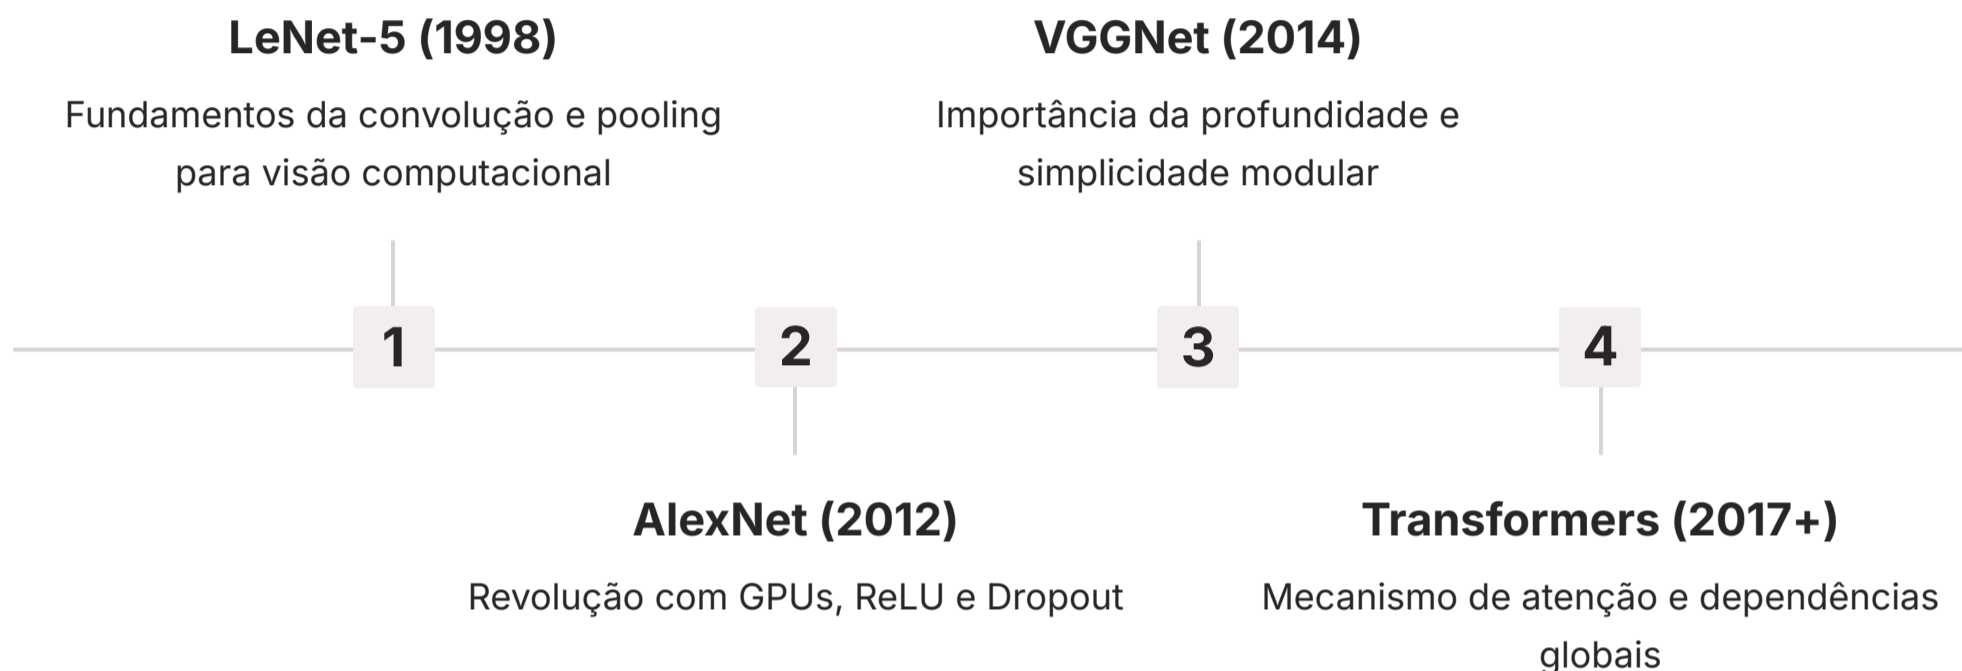 LeNet-5 (1998)
Fundamentos da convolução e pooling
para visão computacional
VGGNet (2014)
Importância da profundidade e
simplicidade modular
1
2
3
4
AlexNet (2012)
Revolução com GPUs, ReLU e Dropout
Transformers (2017+)
Mecanismo de atenção e dependências
globais